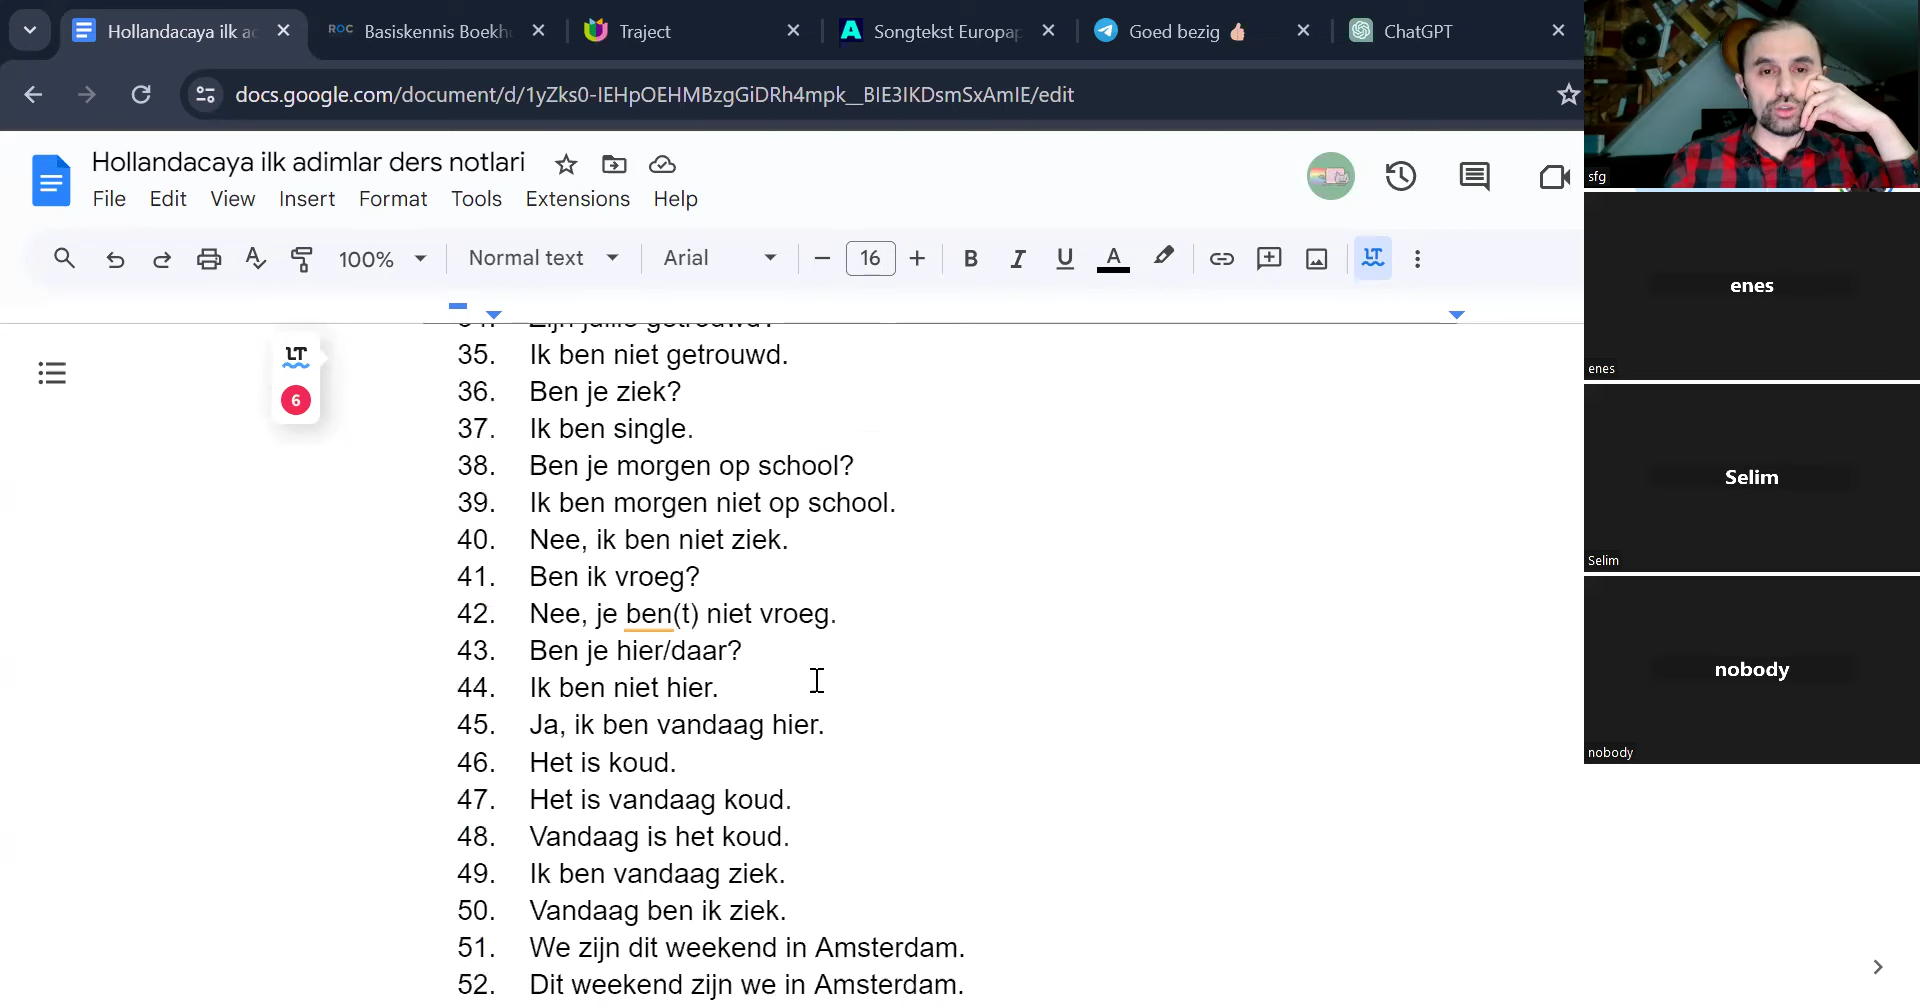 Hollandacaya ilk a
ROC Basiskennis Boekh
Traject
Songtekst Europap
Goed bezig 👍🏻
ChatGPT
docs.google.com/document/d/1yZks0-IEHpOEHMBzgGiDRh4mpk__BIE3IKDsmSxAmIE/edit
Hollandacaya ilk adimlar ders notlari
File Edit View Insert Format Tools Extensions Help
100% Normal text Arial 16 B I U A LT
34. Zijn jullie getrouwd?
LT
6
35. Ik ben niet getrouwd.
36. Ben je ziek?
37. Ik ben single.
38. Ben je morgen op school?
39. Ik ben morgen niet op school.
40. Nee, ik ben niet ziek.
41. Ben ik vroeg?
42. Nee, je ben(t) niet vroeg.
43. Ben je hier/daar?
44. Ik ben niet hier.
45. Ja, ik ben vandaag hier.
46. Het is koud.
47. Het is vandaag koud.
48. Vandaag is het koud.
49. Ik ben vandaag ziek.
50. Vandaag ben ik ziek.
51. We zijn dit weekend in Amsterdam.
52. Dit weekend zijn we in Amsterdam.
sfg
enes
enes
Selim
Selim
nobody
nobody